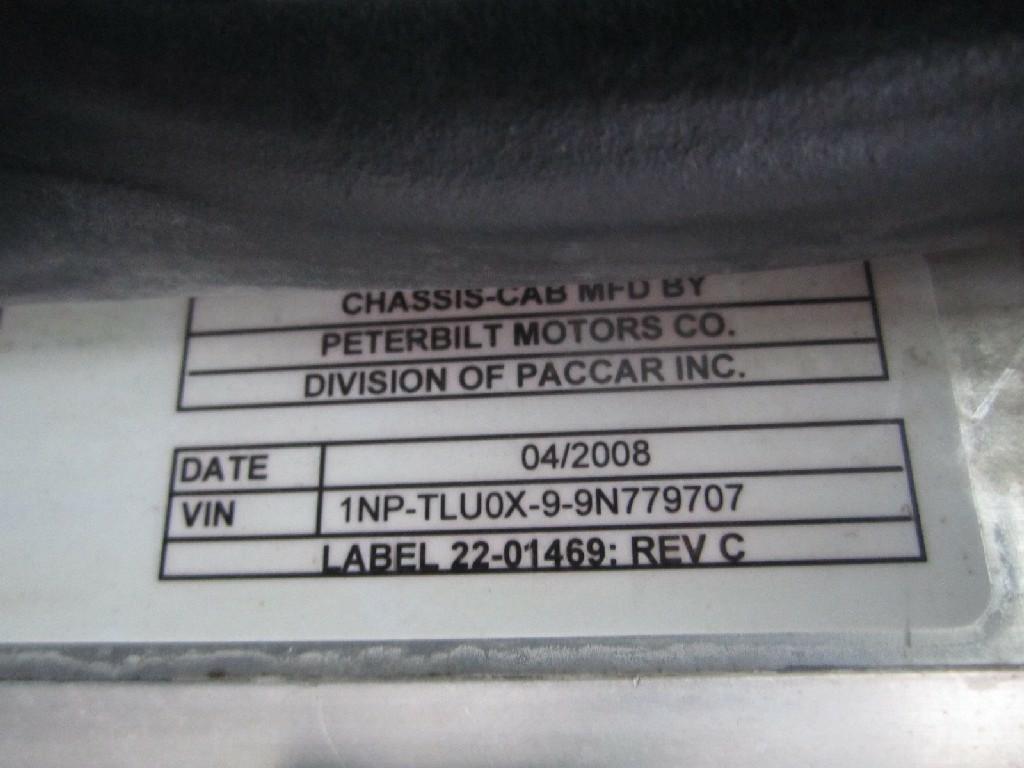 CHASSIS-CAB MFD BY
PETERBILT MOTORS CO.
DIVISION OF PACCAR INC.
DATE 04/2008
VIN 1NP-TLU0X-9-9N779707
LABEL 22-01469: REV C